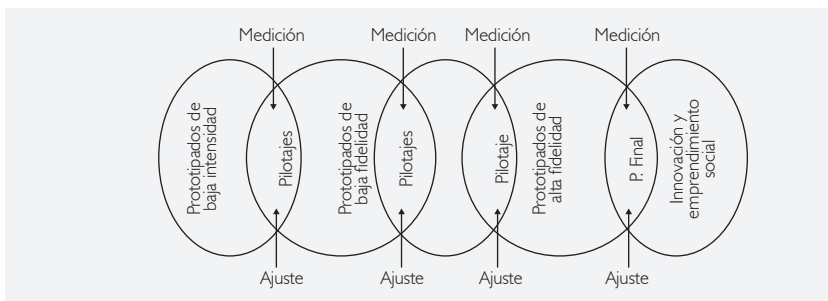 Medición
Medición
Medición
Medición
Prototipados de
baja intensidad
Pilotajes
Prototipados de
baja fidelidad
Pilotajes
Pilotaje
Prototipados de
alta fidelidad
P. Final
Innovación y
emprendimiento
social
Ajuste
Ajuste
Ajuste
Ajuste